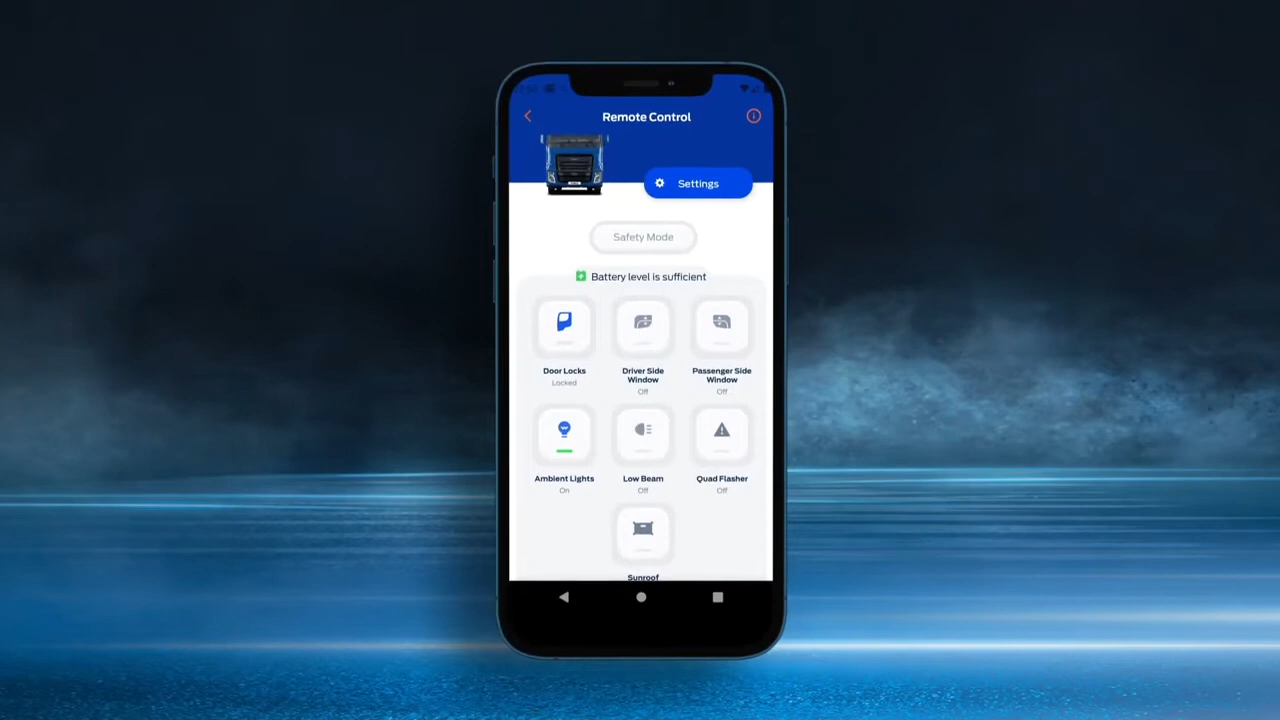 Remote Control
Settings
Safety Mode
Battery level is sufficient
Door Locks
Locked
Driver Side
Window
Off
Passenger Side
Window
Off
Ambient Lights
On
Low Beam
Off
Quad Flasher
Off
Sunroof